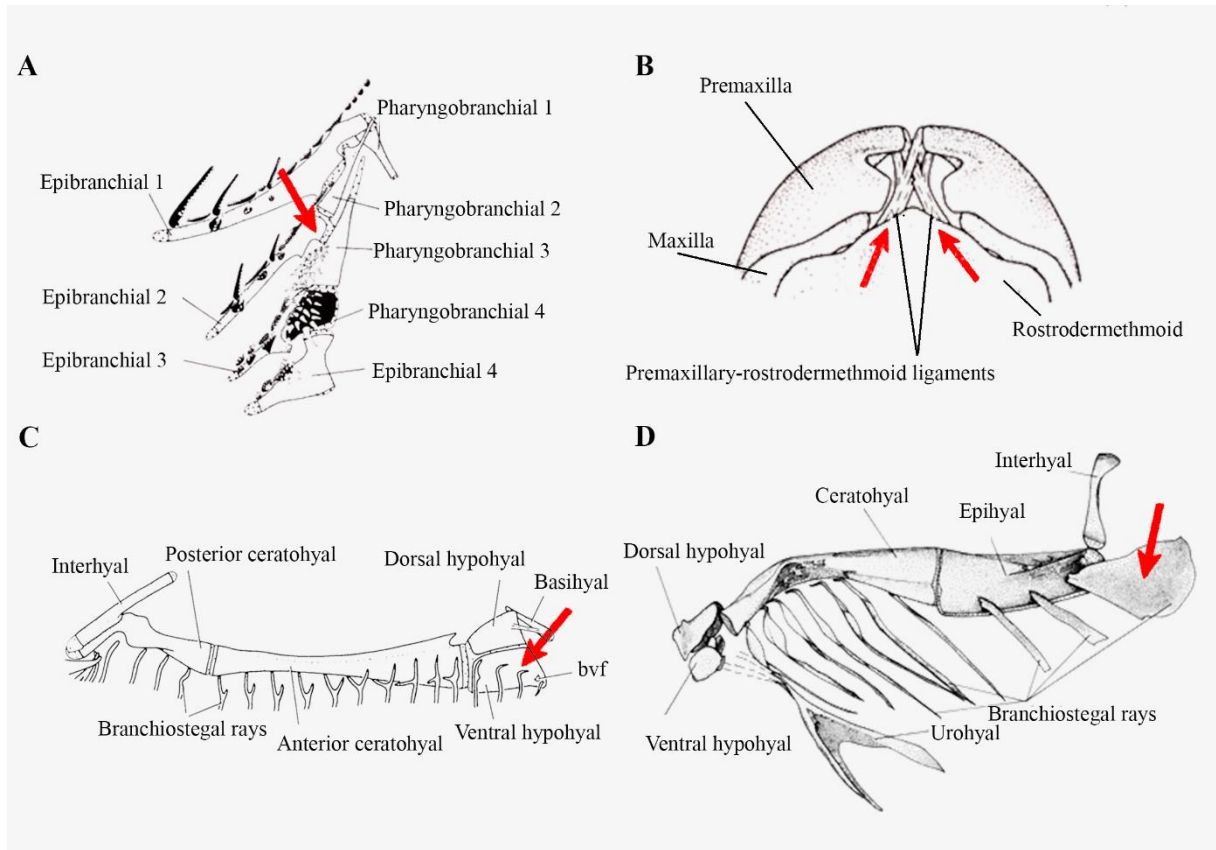 A
Pharyngobranchial 1
Epibranchial 1
Pharyngobranchial 2
Pharyngobranchial 3
Epibranchial 2
Pharyngobranchial 4
Epibranchial 3
Epibranchial 4
B
Premaxilla
Maxilla
Rostrodermethmoid
Premaxillary-rostrodermethmoid ligaments
C
Interhyal
Posterior ceratohyal
Dorsal hypohyal
Basihyal
bvf
Branchiostegal rays
Anterior ceratohyal
Ventral hypohyal
D
Interhyal
Ceratohyal
Epihyal
Dorsal hypohyal
Branchiostegal rays
Urohyal
Ventral hypohyal